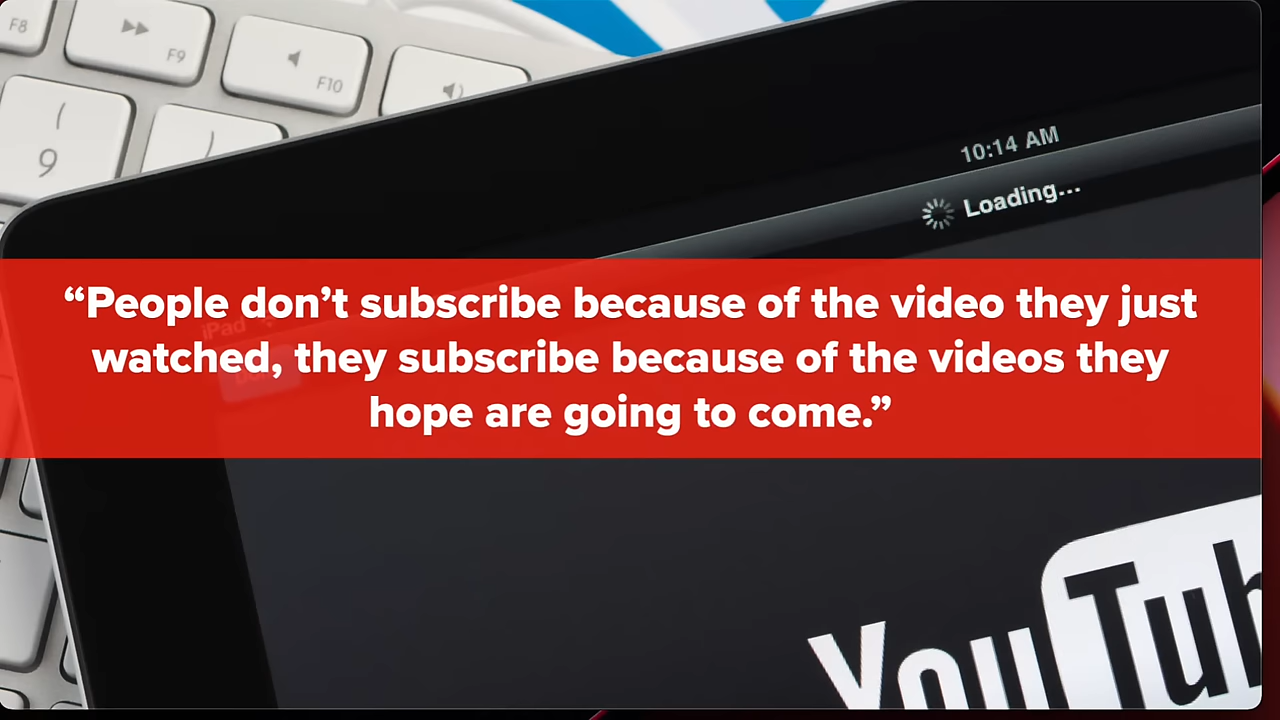 F8
F9
F10
(
9
)
10:14 AM
Loading...
iPad
“People don’t subscribe because of the video they just
watched, they subscribe because of the videos they
hope are going to come.”
YouTub